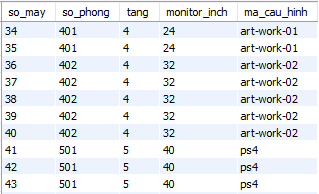 so_may so_phong tang monitor_inch ma_cau_hinh
34 401 4 24 art-work-01
35 401 4 24 art-work-01
36 402 4 32 art-work-02
37 402 4 32 art-work-02
38 402 4 32 art-work-02
39 402 4 32 art-work-02
40 402 4 32 art-work-02
41 501 5 40 ps4
42 501 5 40 ps4
43 501 5 40 ps4